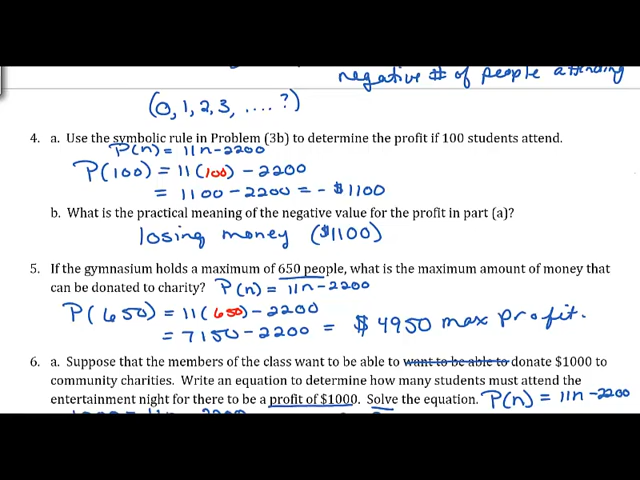 negative # of people attending
(0, 1, 2, 3, .... ?)
4. a. Use the symbolic rule in Problem (3b) to determine the profit if 100 students attend.
P(n) = 11n - 2200
P(100) = 11(100) - 2200
= 1100 - 2200 = - $1100
b. What is the practical meaning of the negative value for the profit in part (a)?
losing money ($1100)
5. If the gymnasium holds a maximum of 650 people, what is the maximum amount of money that
can be donated to charity? P(n) = 11n - 2200
P(650) = 11(650) - 2200
= 7150 - 2200 = $4950 max profit.
6. a. Suppose that the members of the class want to be able to want to be able to donate $1000 to
community charities. Write an equation to determine how many students must attend the
entertainment night for there to be a profit of $1000. Solve the equation. P(n) = 11n - 2200